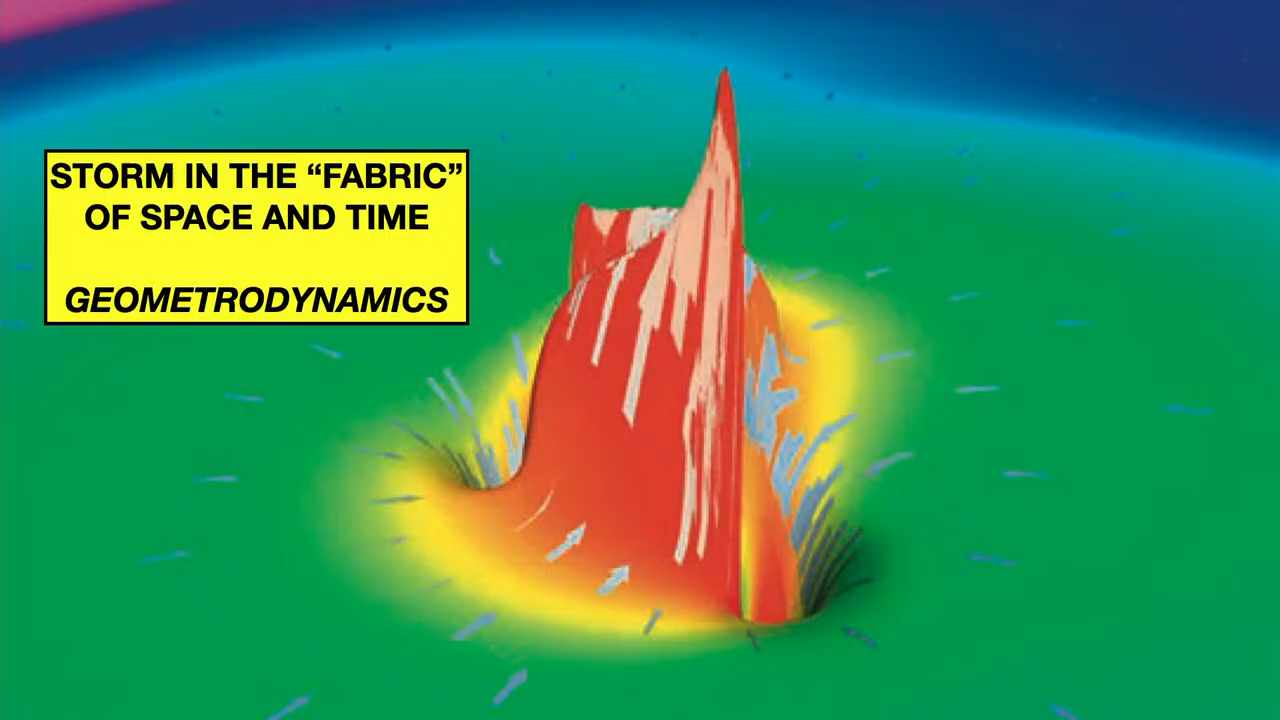 STORM IN THE “FABRIC”
OF SPACE AND TIME
GEOMETRODYNAMICS